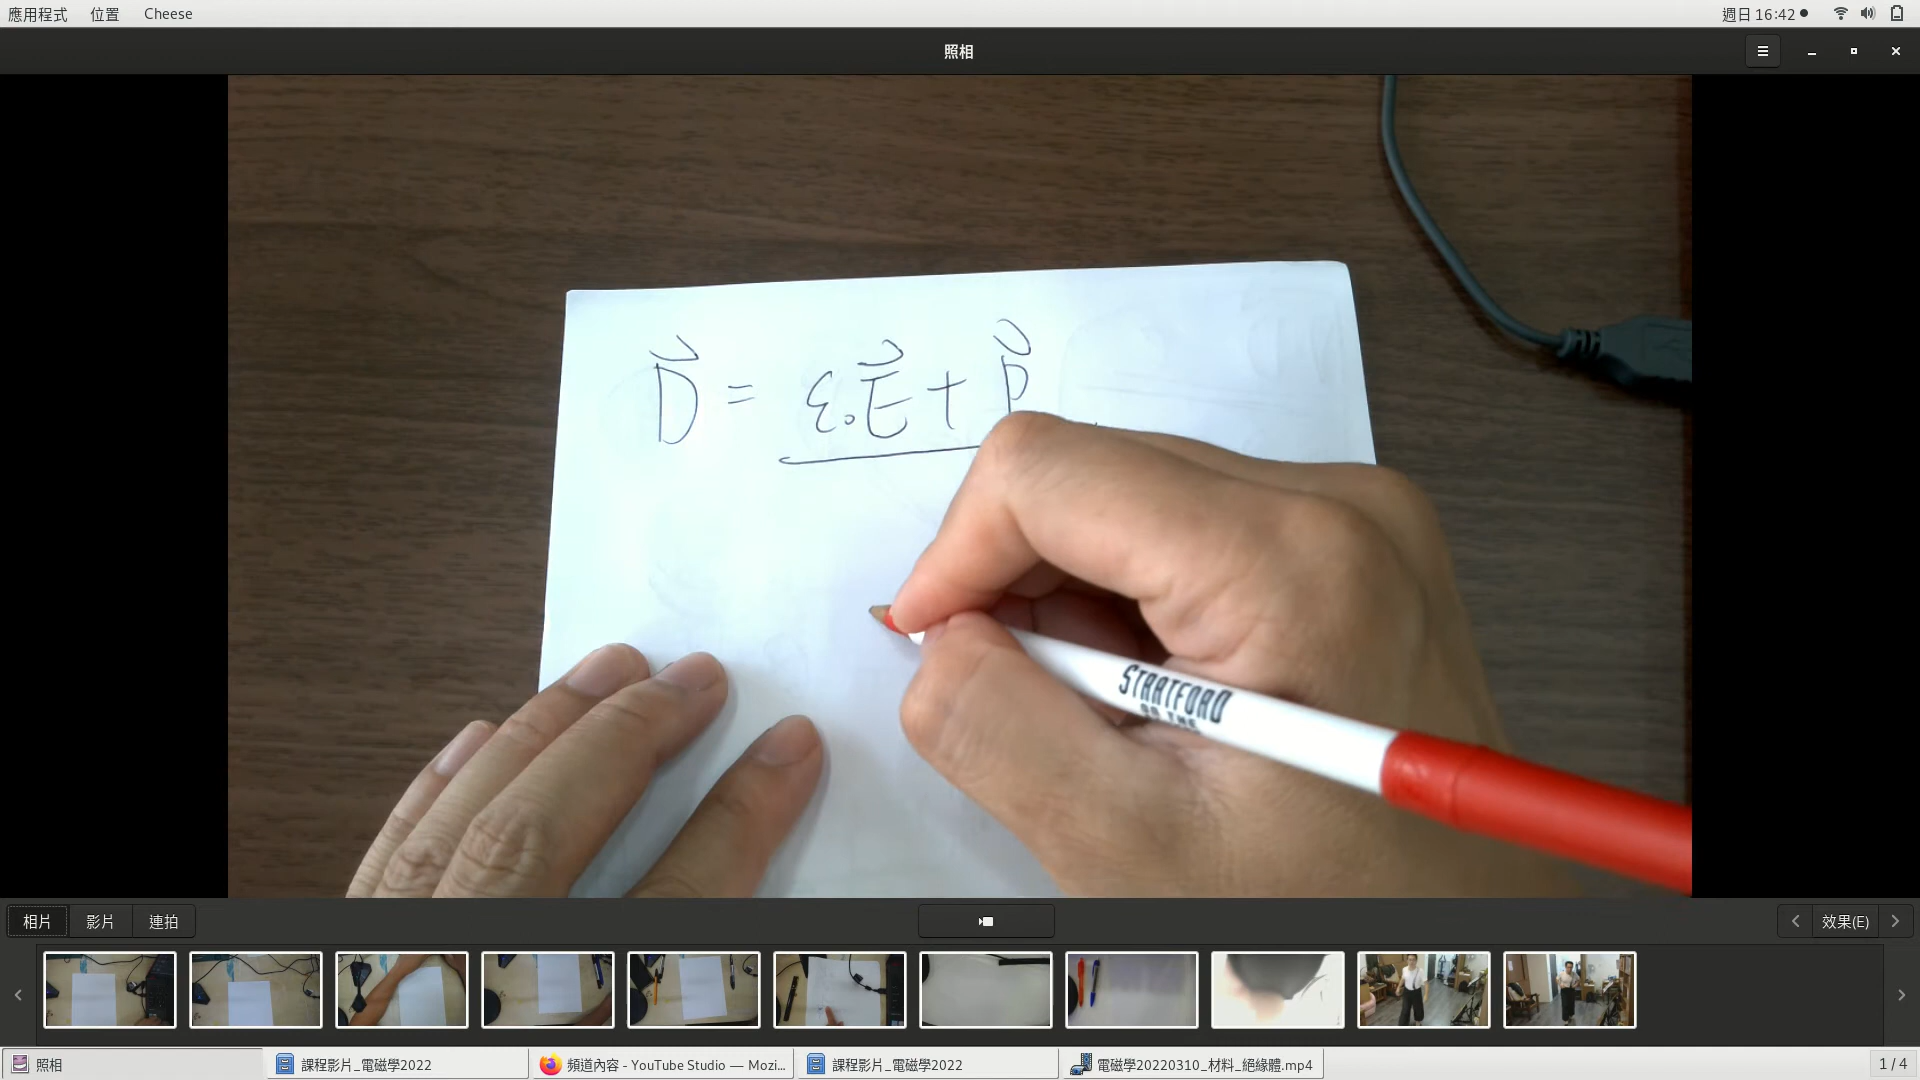 應用程式 位置 Cheese 週日 16:42
照相
D⃗ = ε₀E⃗ + P⃗
STRATFORD
ON THE
相片 影片 連拍 效果(E)
照相 課程影片_電磁學2022 頻道內容 - YouTube Studio — Mozi... 課程影片_電磁學2022 電磁學20220310_材料_絕緣體.mp4 1 / 4